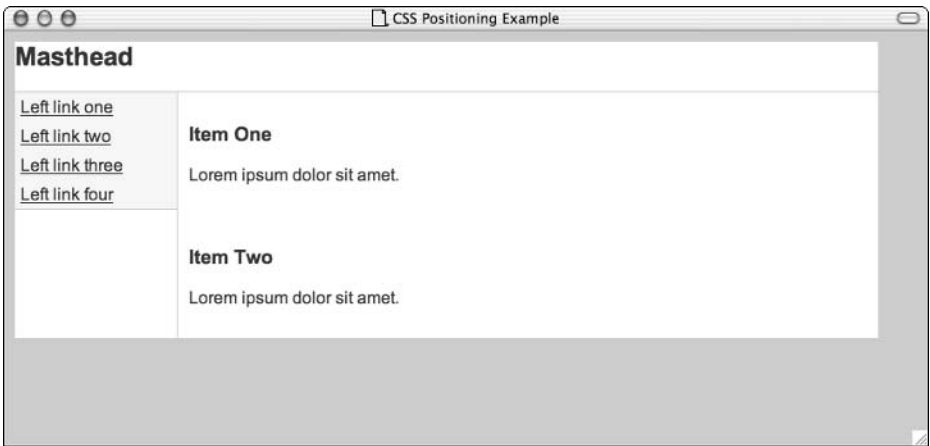 CSS Positioning Example
Masthead
Left link one
Left link two
Left link three
Left link four
Item One
Lorem ipsum dolor sit amet.
Item Two
Lorem ipsum dolor sit amet.